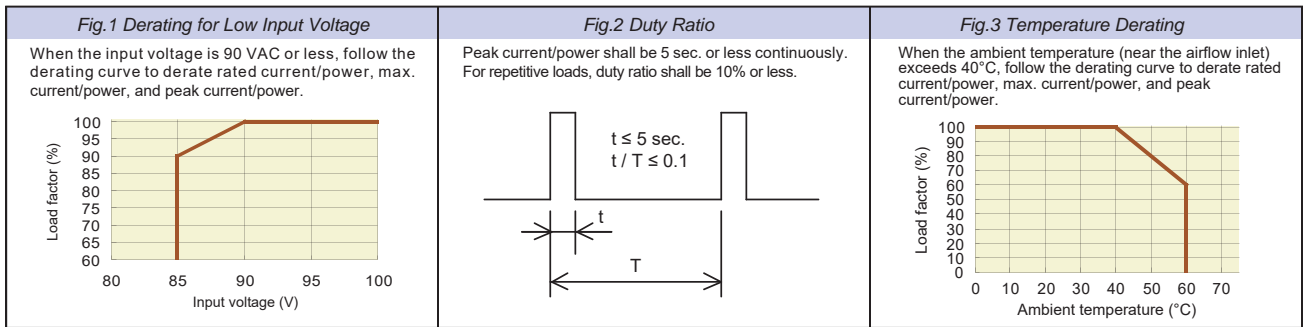 Fig.1 Derating for Low Input Voltage
When the input voltage is 90 VAC or less, follow the
derating curve to derate rated current/power, max.
current/power, and peak current/power.
Load factor (%)
100
95
90
85
80
75
70
65
60
80 85 90 95 100
Input voltage (V)
Fig.2 Duty Ratio
Peak current/power shall be 5 sec. or less continuously.
For repetitive loads, duty ratio shall be 10% or less.
t ≤ 5 sec.
t / T ≤ 0.1
t
T
Fig.3 Temperature Derating
When the ambient temperature (near the airflow inlet)
exceeds 40°C, follow the derating curve to derate rated
current/power, max. current/power, and peak
current/power.
Load factor (%)
100
90
80
70
60
50
40
30
20
10
0
0 10 20 30 40 50 60 70
Ambient temperature (°C)